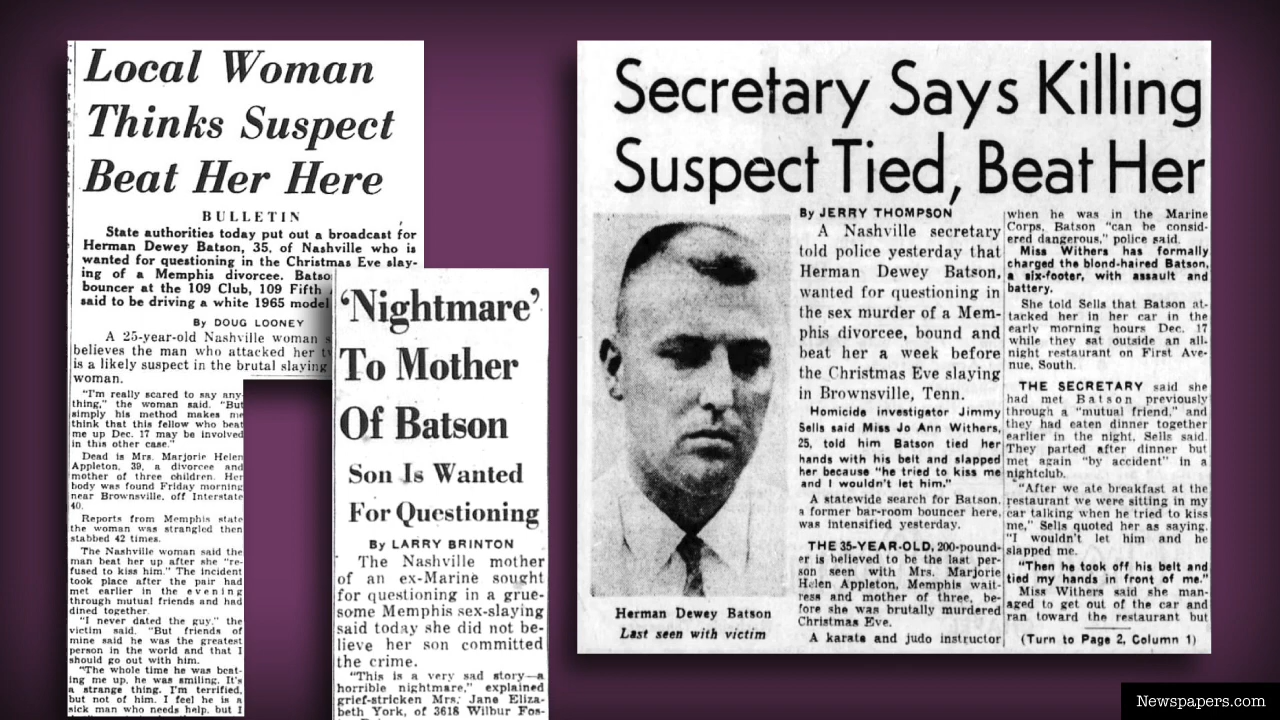 Local Woman
Thinks Suspect
Beat Her Here
BULLETIN
State authorities today put out a broadcast for
Herman Dewey Batson, 35, of Nashville who is
wanted for questioning in the Christmas Eve slay-
ing of a Memphis divorcee.
bouncer at the 109 Club, 109 Fifth
said to be driving a white 1965 model
By DOUG LOONEY
A 25-year-old Nashville woman
believes the man who attacked her
is a likely suspect in the brutal slaying
woman.
"I'm really scared to say any-
thing," the woman said. "But
simply his method makes me
think that this fellow who beat
me up Dec. 17 may be involved
in this other case."
Dead is Mrs. Marjorie Helen
Appleton, 39, a divorcee and
mother of three children. Her
body was found Friday morning
near Brownsville, off Interstate
40.
Reports from Memphis state
the woman was strangled then
stabbed 42 times.
The Nashville woman said the
man beat her up after she "re-
fused to kiss him." The incident
took place after the pair had
met earlier in the evening
through mutual friends and had
dined together.
"I never dated the guy," the
victim said. "But friends of
mine said he was the greatest
person in the world and that I
should go out with him.
"The whole time he was beat-
ing me up, he was smiling. It's
a strange thing. I'm terrified,
but not of him. I feel he is a
sick man who needs help, but I
'Nightmare'
To Mother
Of Batson
Son Is Wanted
For Questioning
By LARRY BRINTON
The Nashville mother
of an ex-Marine sought
for questioning in a grue-
some Memphis sex-slaying
said today she did not be-
lieve her son committed
the crime.
"This is a very sad story—a
horrible nightmare," explained
grief-stricken Mrs. Jane Eliza-
beth York, of 3618 Wilbur Fos-
Secretary Says Killing
Suspect Tied, Beat Her
Herman Dewey Batson
Last seen with victim
By JERRY THOMPSON
A Nashville secretary
told police yesterday that
Herman Dewey Batson,
wanted for questioning in
the sex murder of a Mem-
phis divorcee, bound and
beat her a week before
the Christmas Eve slaying
in Brownsville, Tenn.
Homicide investigator Jimmy
Sells said Miss Jo Ann Withers,
25, told him Batson tied her
hands with his belt and slapped
her because "he tried to kiss me
and I wouldn't let him."
A statewide search for Batson,
a former bar-room bouncer here,
was intensified yesterday.
THE 35-YEAR-OLD, 200-pound-
er is believed to be the last per-
son seen with Mrs. Marjorie
Helen Appleton, Memphis wait-
ress and mother of three, be-
fore she was brutally murdered
Christmas Eve.
A karate and judo instructor
when he was in the Marine
Corps, Batson "can be consid-
ered dangerous," police said.
Miss Withers has formally
charged the blond-haired Batson,
a six-footer, with assault and
battery.
She told Sells that Batson at-
tacked her in her car in the
early morning hours Dec. 17
while they sat outside an all-
night restaurant on First Ave-
nue, South.
THE SECRETARY said she
had met Batson previously
through a "mutual friend," and
they had eaten dinner together
earlier in the night, Sells said.
They parted after dinner but
met again "by accident" in a
nightclub.
"After we ate breakfast at the
restaurant we were sitting in my
car talking when he tried to kiss
me," Sells quoted her as saying.
"I wouldn't let him and he
slapped me.
"Then he took off his belt and
tied my hands in front of me."
Miss Withers said she man-
aged to get out of the car and
ran toward the restaurant but
(Turn to Page 2, Column 1)
Newspapers.com